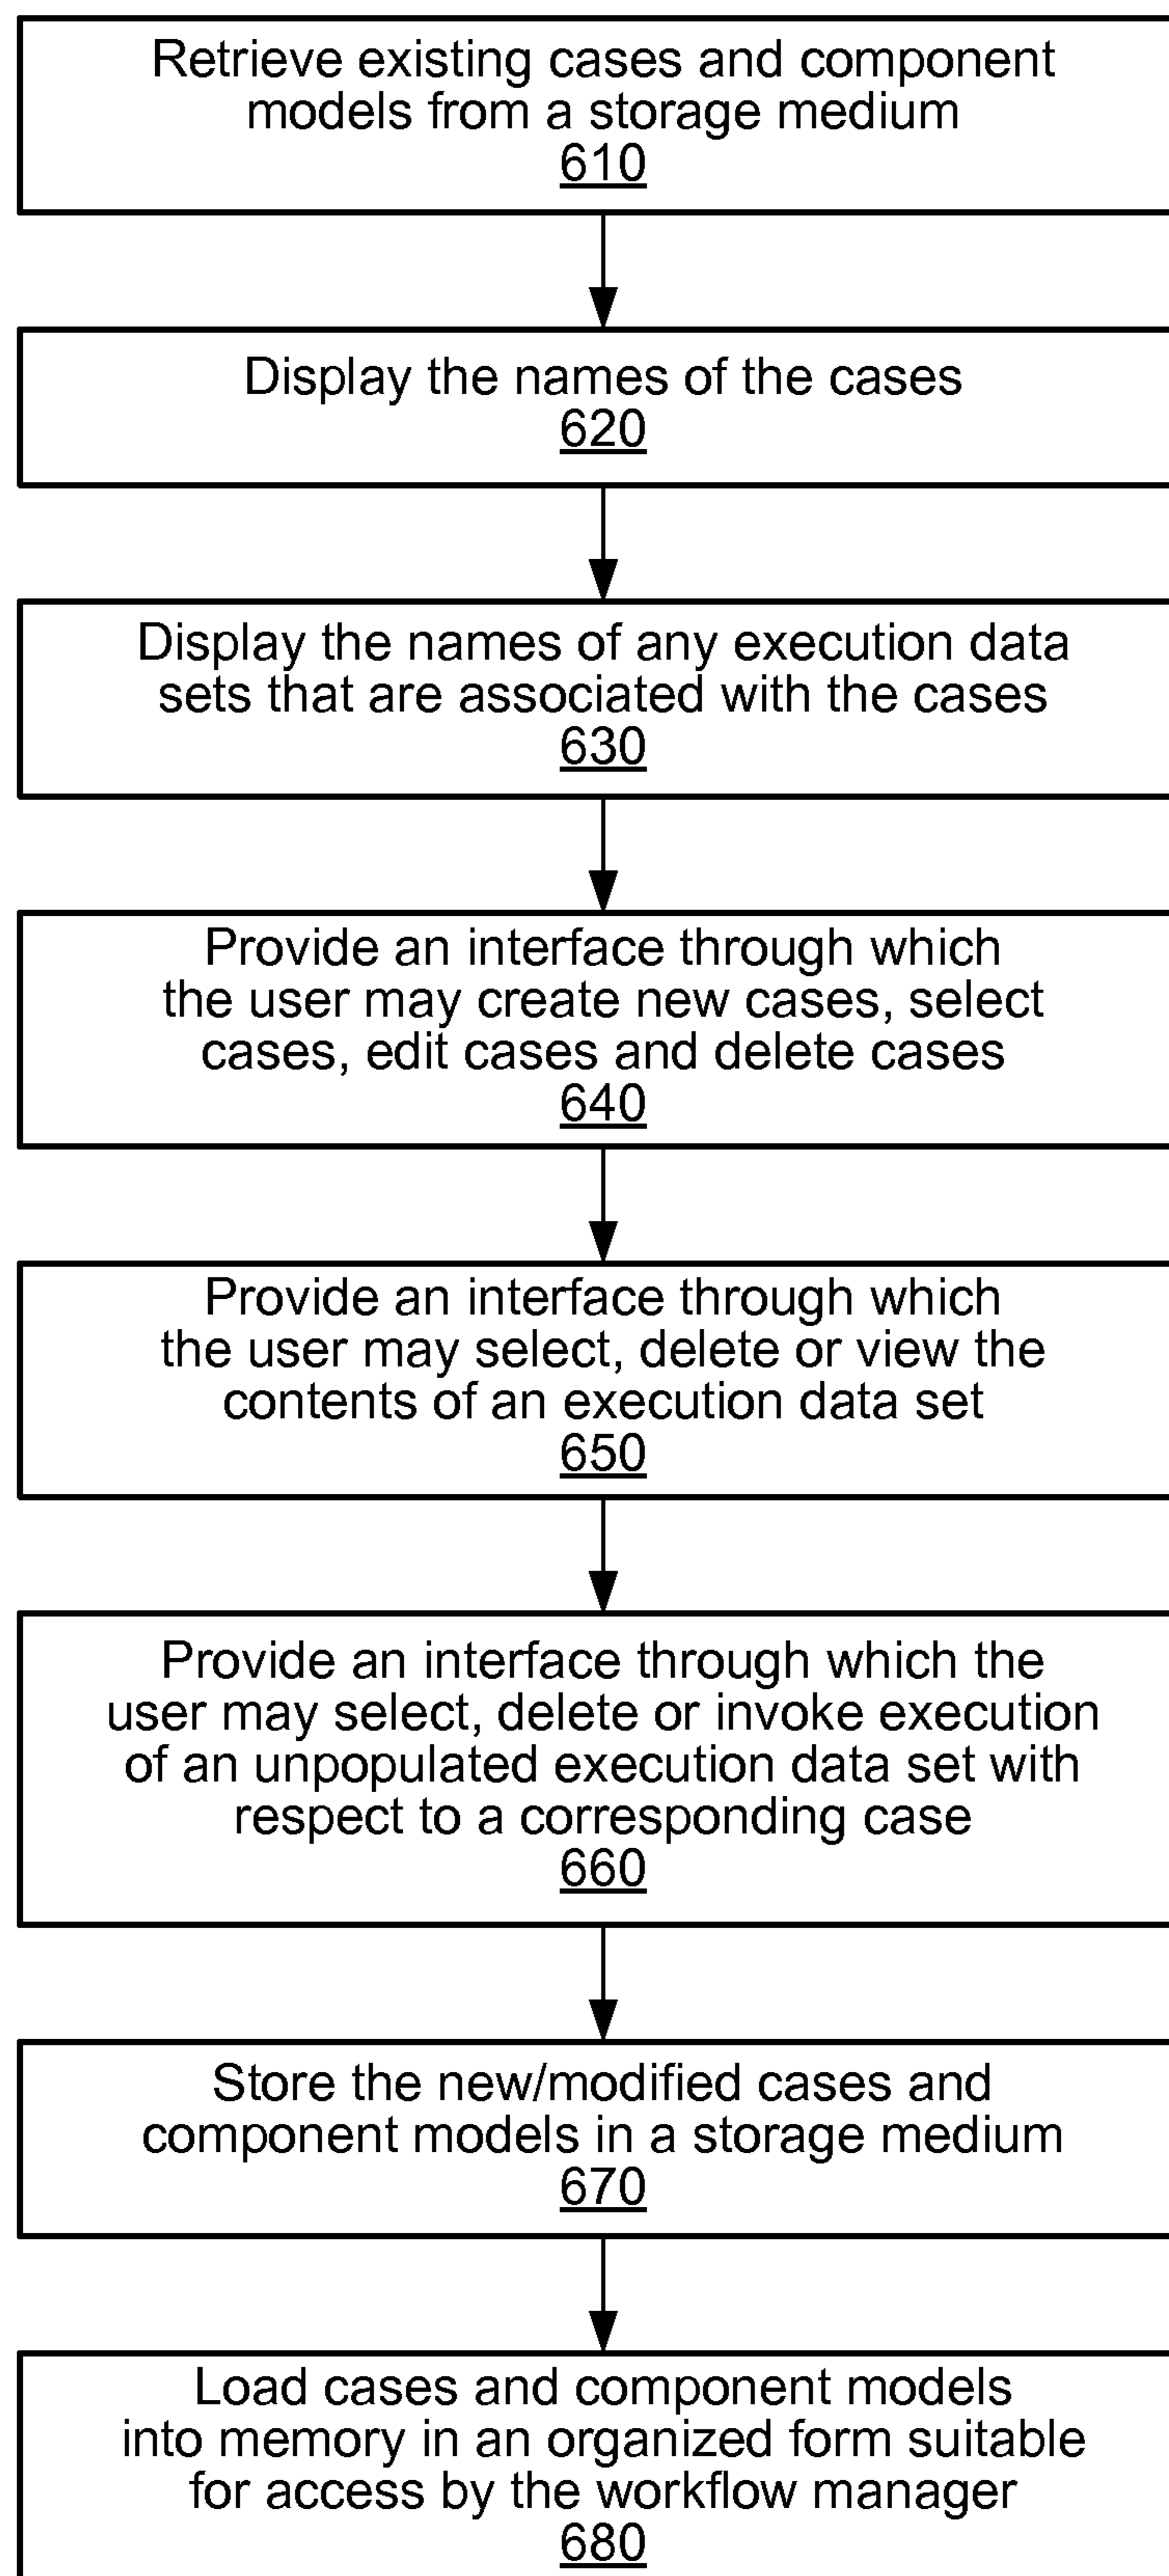 Retrieve existing cases and component
models from a storage medium
610
Display the names of the cases
620
Display the names of any execution data
sets that are associated with the cases
630
Provide an interface through which
the user may create new cases, select
cases, edit cases and delete cases
640
Provide an interface through which
the user may select, delete or view the
contents of an execution data set
650
Provide an interface through which the
user may select, delete or invoke execution
of an unpopulated execution data set with
respect to a corresponding case
660
Store the new/modified cases and
component models in a storage medium
670
Load cases and component models
into memory in an organized form suitable
for access by the workflow manager
680